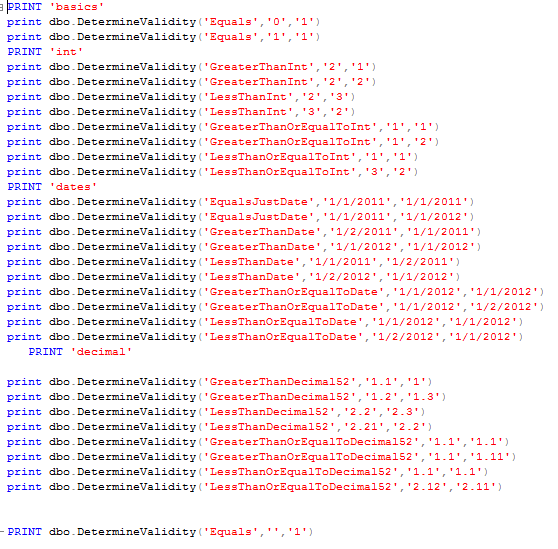 PRINT 'basics'
print dbo.DetermineValidity('Equals','0','1')
print dbo.DetermineValidity('Equals','1','1')
PRINT 'int'
print dbo.DetermineValidity('GreaterThanInt','2','1')
print dbo.DetermineValidity('GreaterThanInt','2','2')
print dbo.DetermineValidity('LessThanInt','2','3')
print dbo.DetermineValidity('LessThanInt','3','2')
print dbo.DetermineValidity('GreaterThanOrEqualToInt','1','1')
print dbo.DetermineValidity('GreaterThanOrEqualToInt','1','2')
print dbo.DetermineValidity('LessThanOrEqualToInt','1','1')
print dbo.DetermineValidity('LessThanOrEqualToInt','3','2')
PRINT 'dates'
print dbo.DetermineValidity('EqualsJustDate','1/1/2011','1/1/2011')
print dbo.DetermineValidity('EqualsJustDate','1/1/2011','1/1/2012')
print dbo.DetermineValidity('GreaterThanDate','1/2/2011','1/1/2011')
print dbo.DetermineValidity('GreaterThanDate','1/1/2012','1/1/2012')
print dbo.DetermineValidity('LessThanDate','1/1/2011','1/2/2011')
print dbo.DetermineValidity('LessThanDate','1/2/2012','1/1/2012')
print dbo.DetermineValidity('GreaterThanOrEqualToDate','1/1/2012','1/1/2012')
print dbo.DetermineValidity('GreaterThanOrEqualToDate','1/1/2012','1/2/2012')
print dbo.DetermineValidity('LessThanOrEqualToDate','1/1/2012','1/1/2012')
print dbo.DetermineValidity('LessThanOrEqualToDate','1/2/2012','1/1/2012')
PRINT 'decimal'
print dbo.DetermineValidity('GreaterThanDecimal52','1.1','1')
print dbo.DetermineValidity('GreaterThanDecimal52','1.2','1.3')
print dbo.DetermineValidity('LessThanDecimal52','2.2','2.3')
print dbo.DetermineValidity('LessThanDecimal52','2.21','2.2')
print dbo.DetermineValidity('GreaterThanOrEqualToDecimal52','1.1','1.1')
print dbo.DetermineValidity('GreaterThanOrEqualToDecimal52','1.1','1.11')
print dbo.DetermineValidity('LessThanOrEqualToDecimal52','1.1','1.1')
print dbo.DetermineValidity('LessThanOrEqualToDecimal52','2.12','2.11')
PRINT dbo.DetermineValidity('Equals','','1')